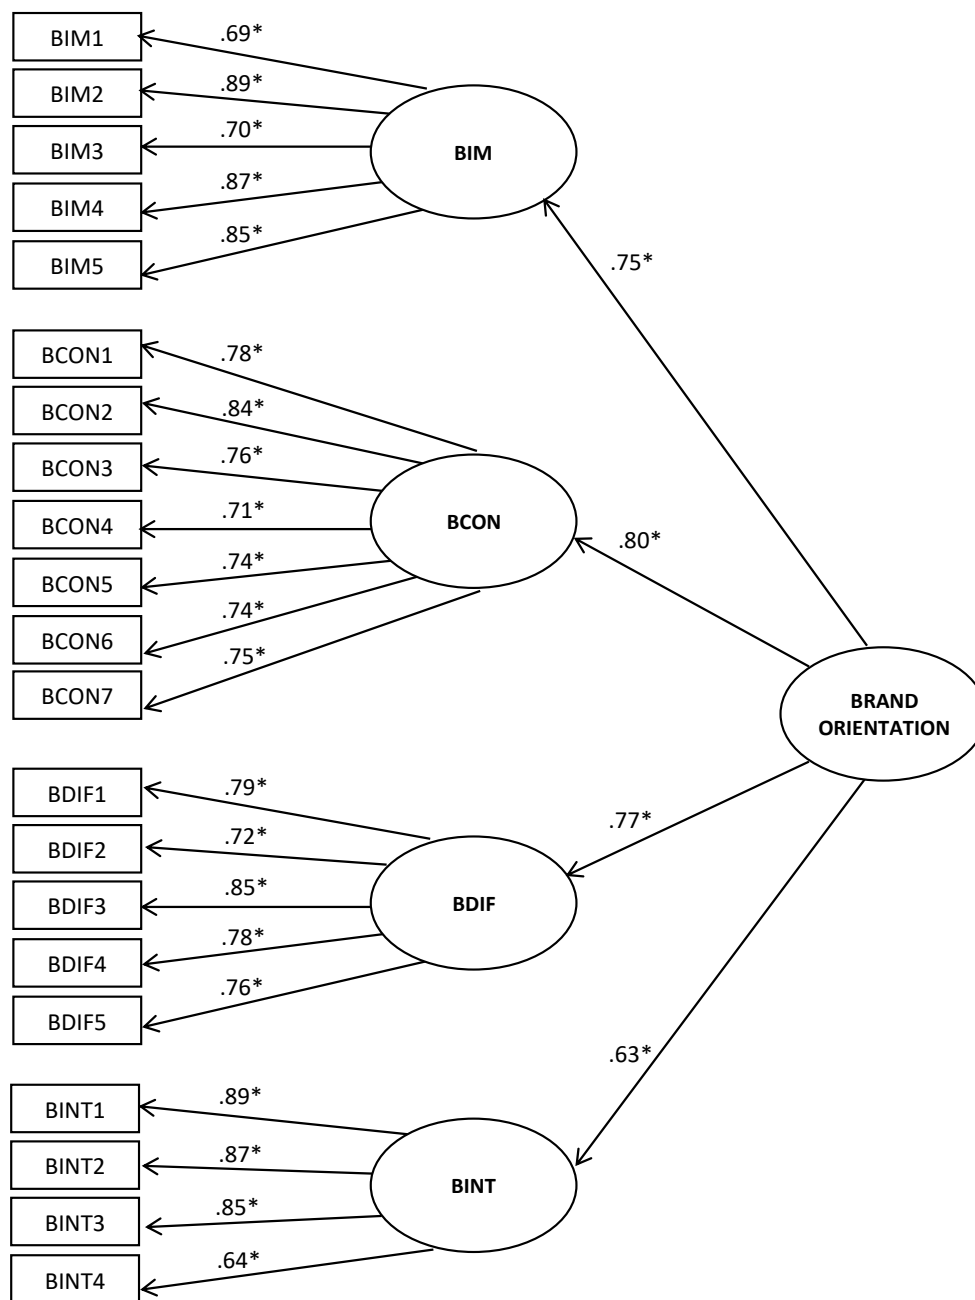 BIM1
.69*
BIM2
.89*
BIM3
.70*
BIM
BIM4
.87*
BIM5
.85*
.75*
BCON1
.78*
BCON2
.84*
BCON3
.76*
BCON4
.71*
BCON
.80*
BCON5
.74*
BCON6
.74*
BCON7
.75*
BRAND
ORIENTATION
BDIF1
.79*
BDIF2
.72*
.77*
BDIF3
.85*
BDIF
BDIF4
.78*
BDIF5
.76*
.63*
BINT1
.89*
BINT2
.87*
BINT
BINT3
.85*
BINT4
.64*